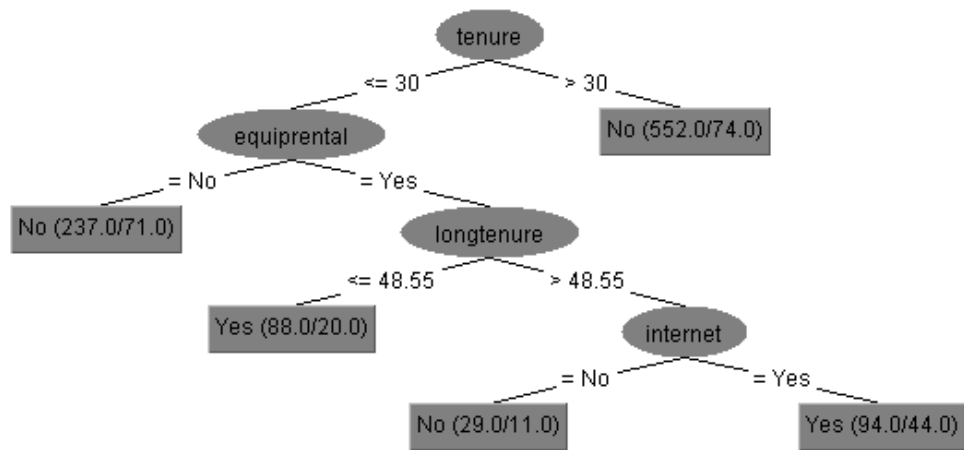 tenure
<= 30
> 30
equiprental
No (552.0/74.0)
= No
= Yes
No (237.0/71.0)
longtenure
<= 48.55
> 48.55
Yes (88.0/20.0)
internet
= No
= Yes
No (29.0/11.0)
Yes (94.0/44.0)